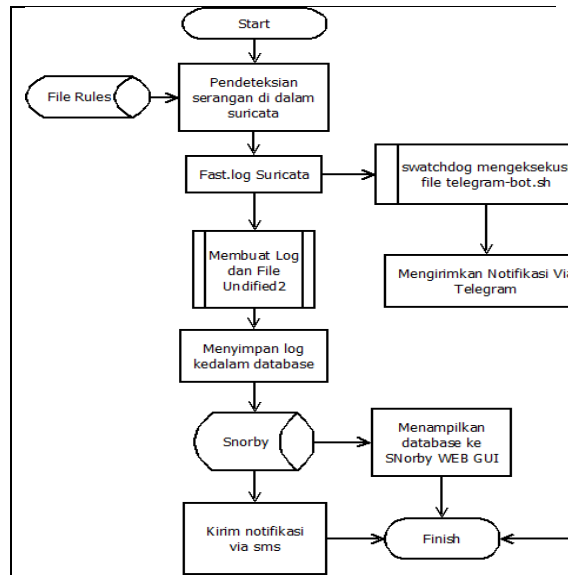 Start
File Rules
Pendeteksian
serangan di dalam
suricata
Fast.log Suricata
swatchdog mengeksekus
file telegram-bot.sh
Membuat Log
dan File
Undified2
Mengirimkan Notifikasi Via
Telegram
Menyimpan log
kedalam database
Snorby
Menampilkan
database ke
SNorby WEB GUI
Kirim notifikasi
via sms
Finish